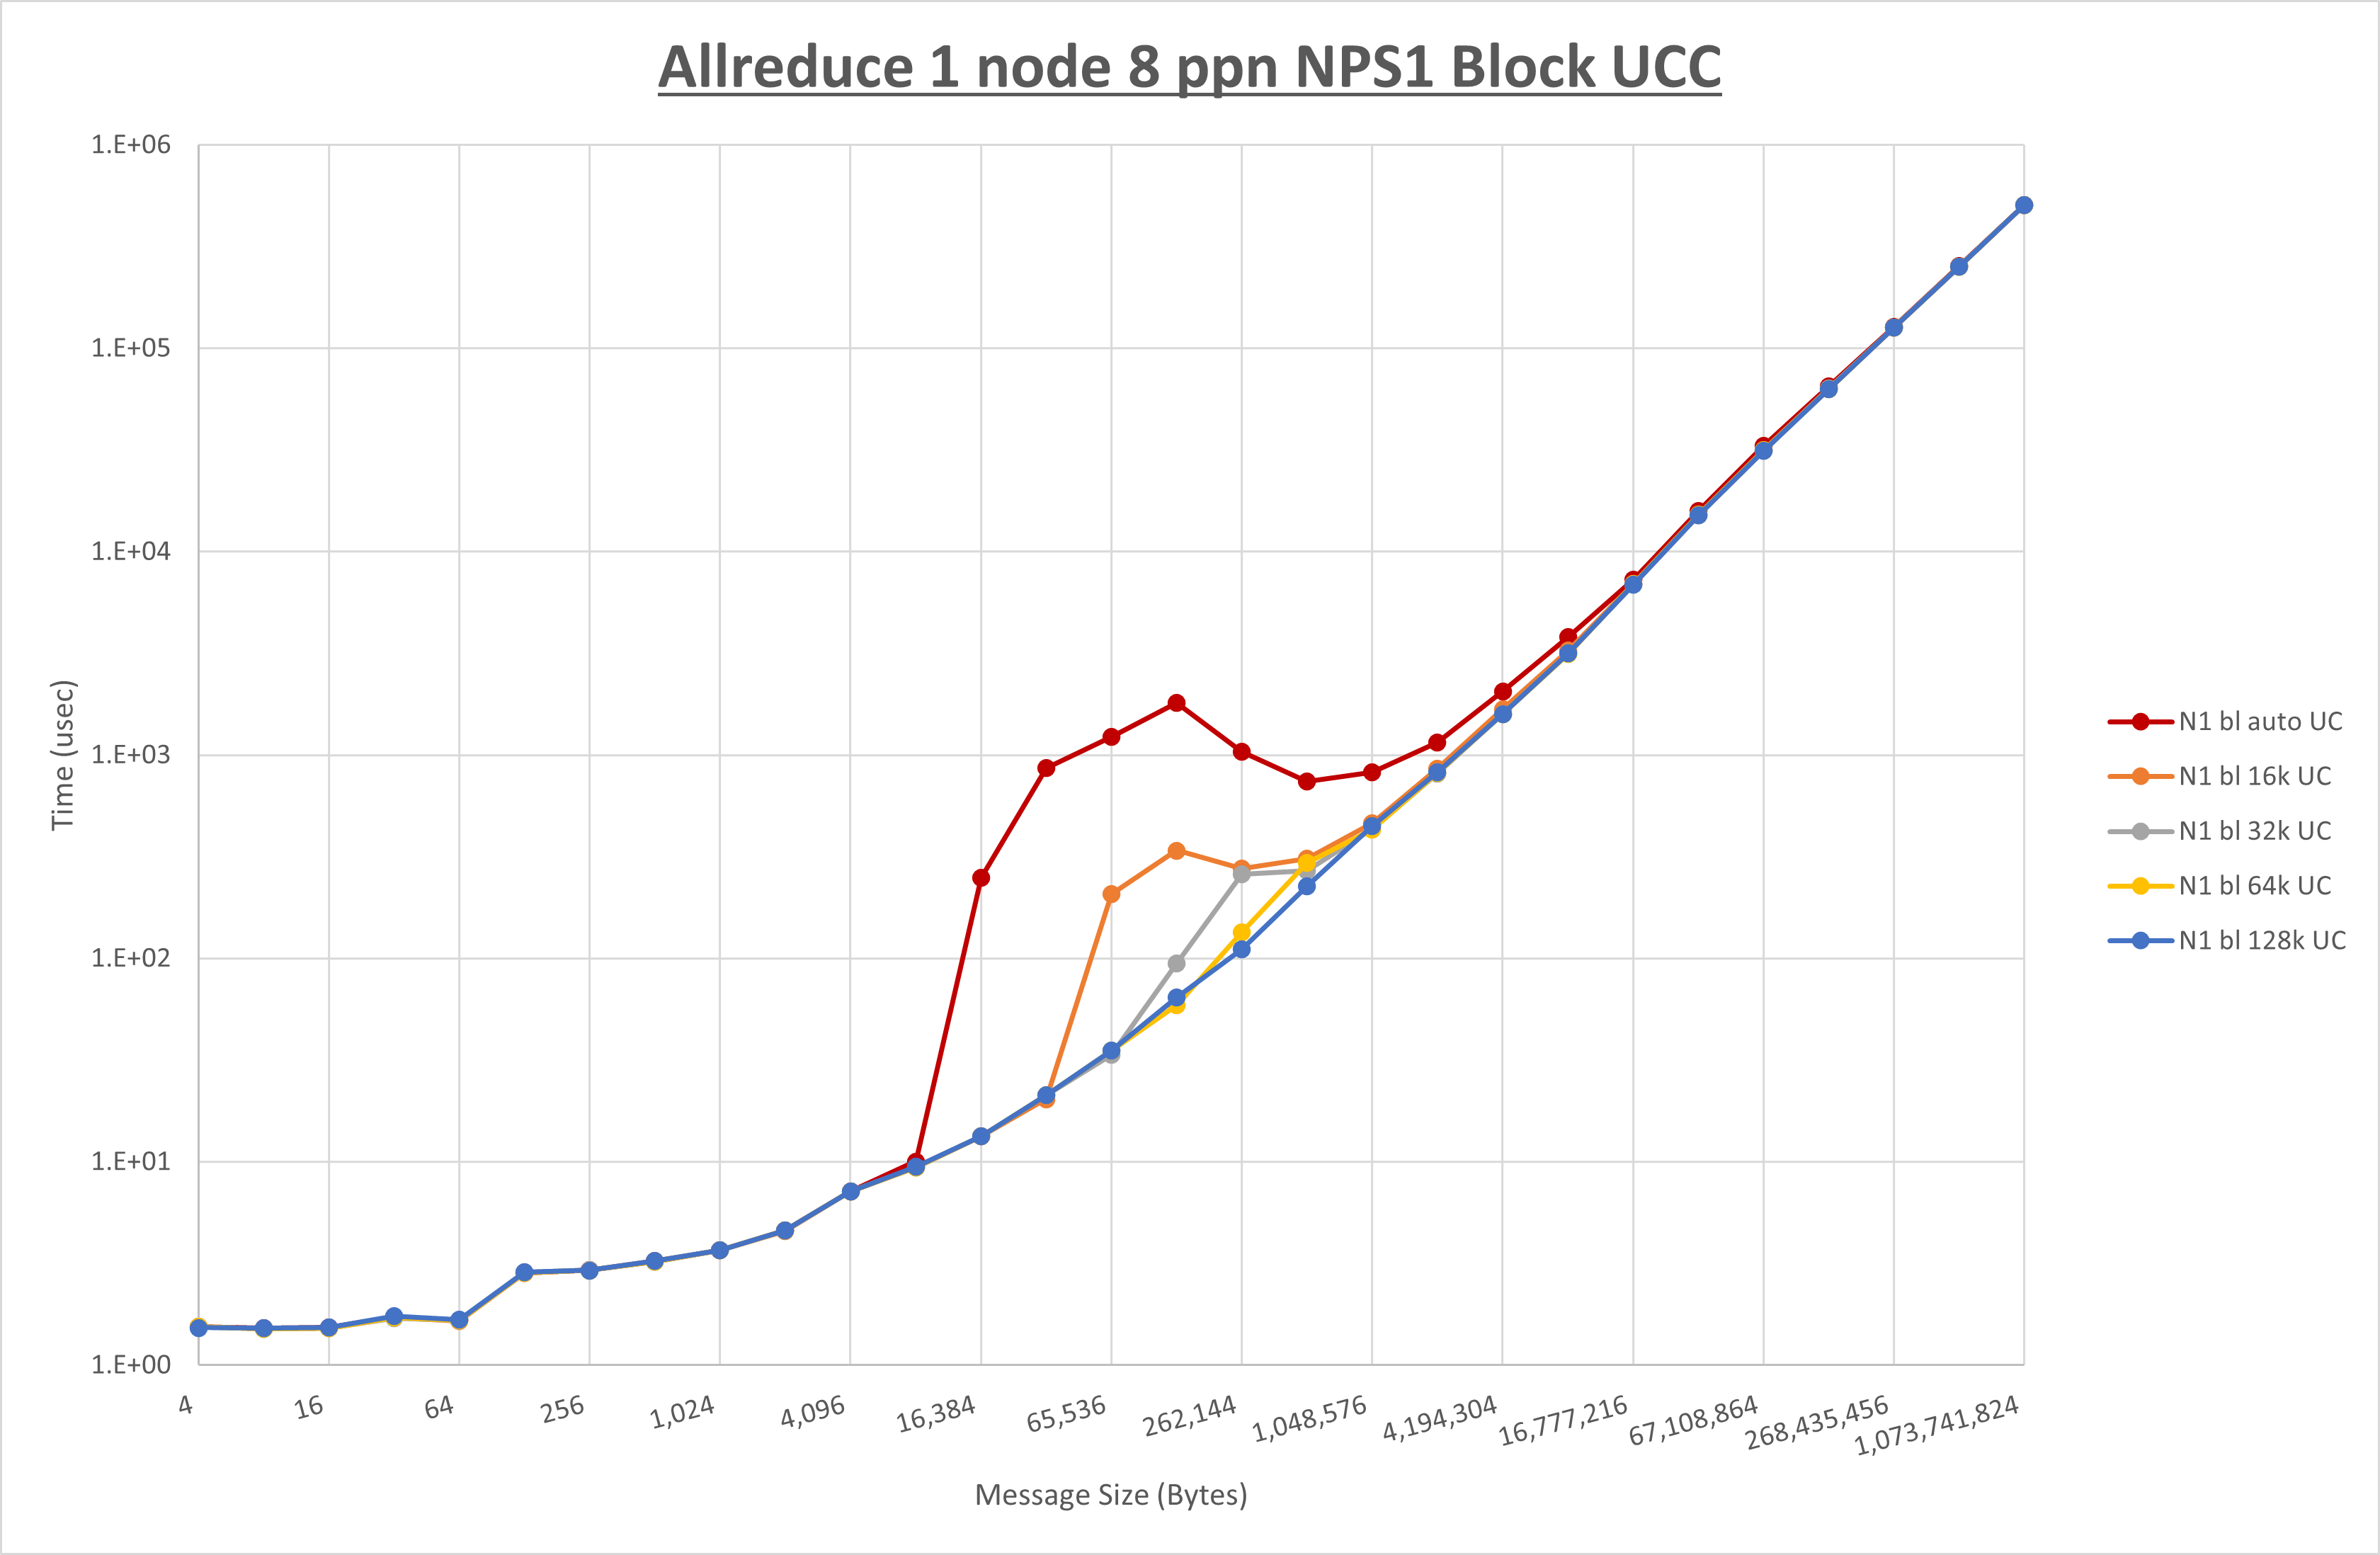 Allreduce 1 node 8 ppn NPS1 Block UCC
1.E+06
1.E+05
1.E+04
1.E+03
1.E+02
1.E+01
1.E+00
Time (usec)
4
16
64
256
1,024
4,096
16,384
65,536
262,144
1,048,576
4,194,304
16,777,216
67,108,864
268,435,456
1,073,741,824
Message Size (Bytes)
N1 bl auto UC
N1 bl 16k UC
N1 bl 32k UC
N1 bl 64k UC
N1 bl 128k UC